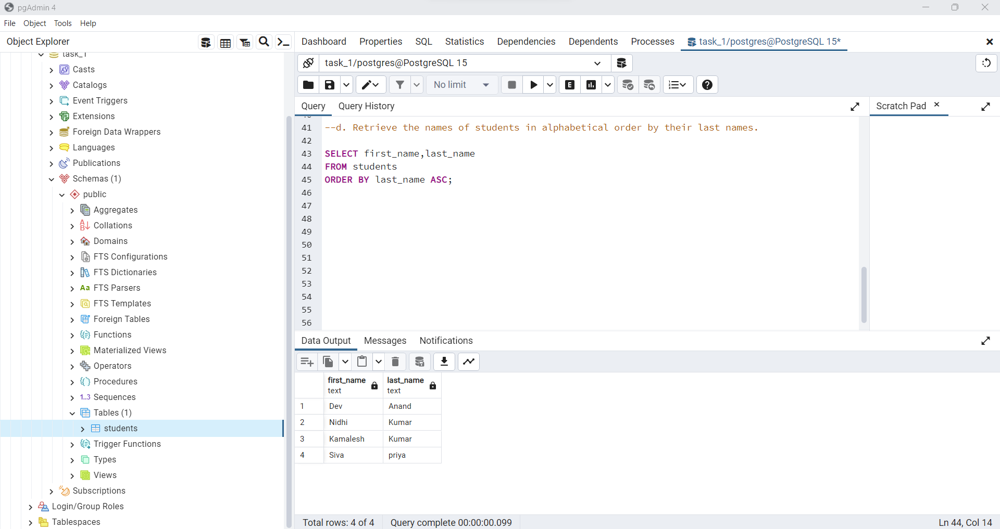 pgAdmin 4
File Object Tools Help
Object Explorer
Dashboard Properties SQL Statistics Dependencies Dependents Processes task_1/postgres@PostgreSQL 15*
task_1
Casts
Catalogs
Event Triggers
Extensions
Foreign Data Wrappers
Languages
Publications
Schemas (1)
public
Aggregates
Collations
Domains
FTS Configurations
FTS Dictionaries
Aa FTS Parsers
FTS Templates
Foreign Tables
Functions
Materialized Views
Operators
Procedures
1..3 Sequences
Tables (1)
students
Trigger Functions
Types
Views
Subscriptions
Login/Group Roles
Tablespaces
task_1/postgres@PostgreSQL 15
No limit
E
Query Query History
Scratch Pad
41 --d. Retrieve the names of students in alphabetical order by their last names.
42
43 SELECT first_name,last_name
44 FROM students
45 ORDER BY last_name ASC;
46
47
48
49
50
51
52
53
54
55
56
Data Output Messages Notifications
first_name last_name
text text
1 Dev Anand
2 Nidhi Kumar
3 Kamalesh Kumar
4 Siva priya
Total rows: 4 of 4 Query complete 00:00:00.099 Ln 44, Col 14